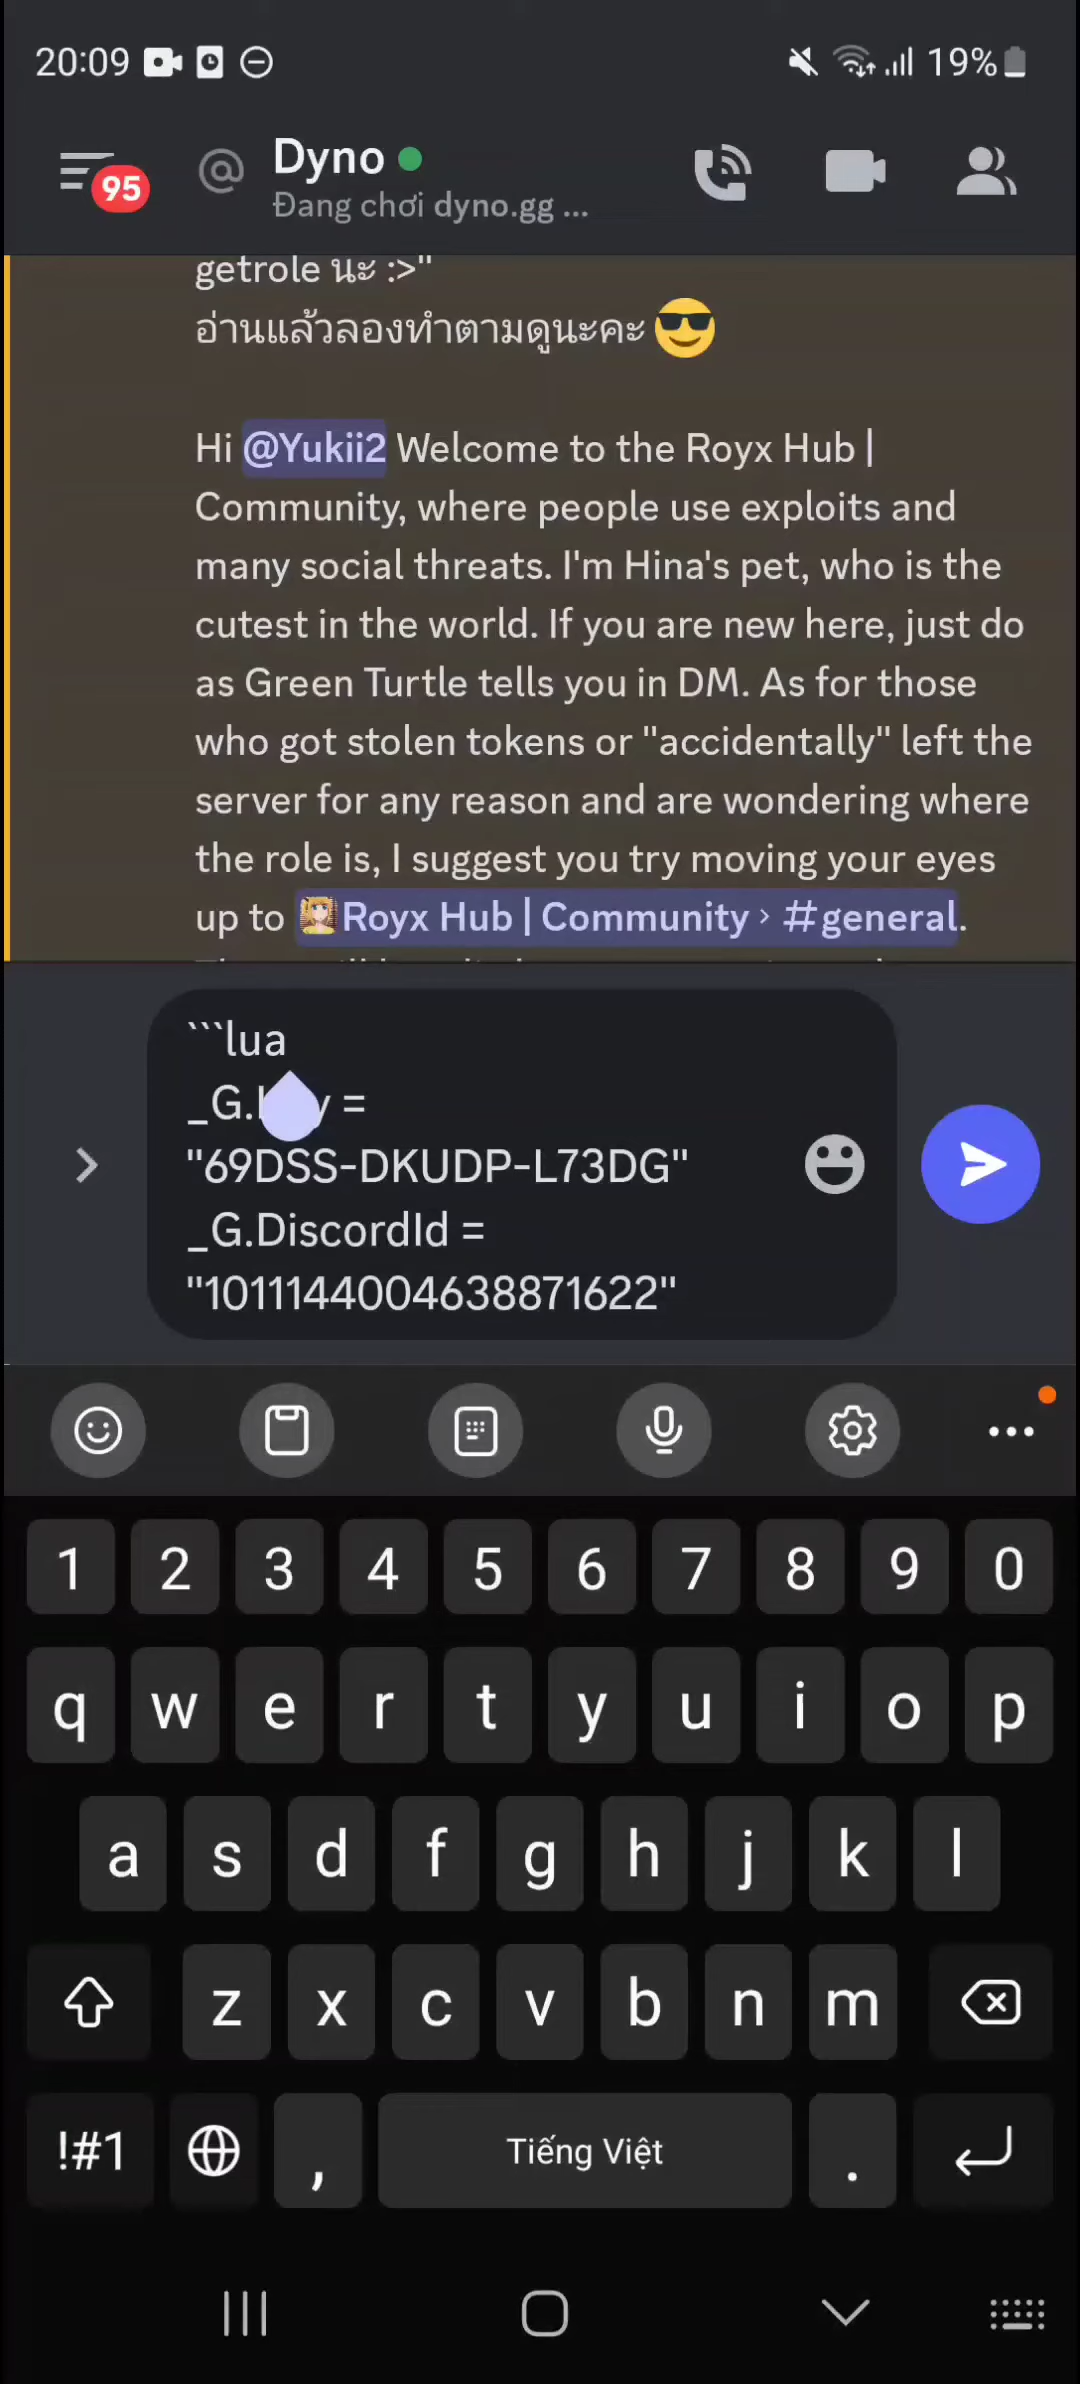 20:09
19%
95
@ Dyno
Đang chơi dyno.gg ...
getrole นะ :>"
อ่านแล้วลองทำตามดูนะคะ 😎
Hi @Yukii2 Welcome to the Royx Hub |
Community, where people use exploits and
many social threats. I'm Hina's pet, who is the
cutest in the world. If you are new here, just do
as Green Turtle tells you in DM. As for those
who got stolen tokens or "accidentally" left the
server for any reason and are wondering where
the role is, I suggest you try moving your eyes
up to Royx Hub | Community › #general.
```lua
_G. =
"69DSS-DKUDP-L73DG"
_G.DiscordId =
"1011144004638871622"
1 2 3 4 5 6 7 8 9 0
q w e r t y u i o p
a s d f g h j k l
z x c v b n m
!#1 , Tiếng Việt .